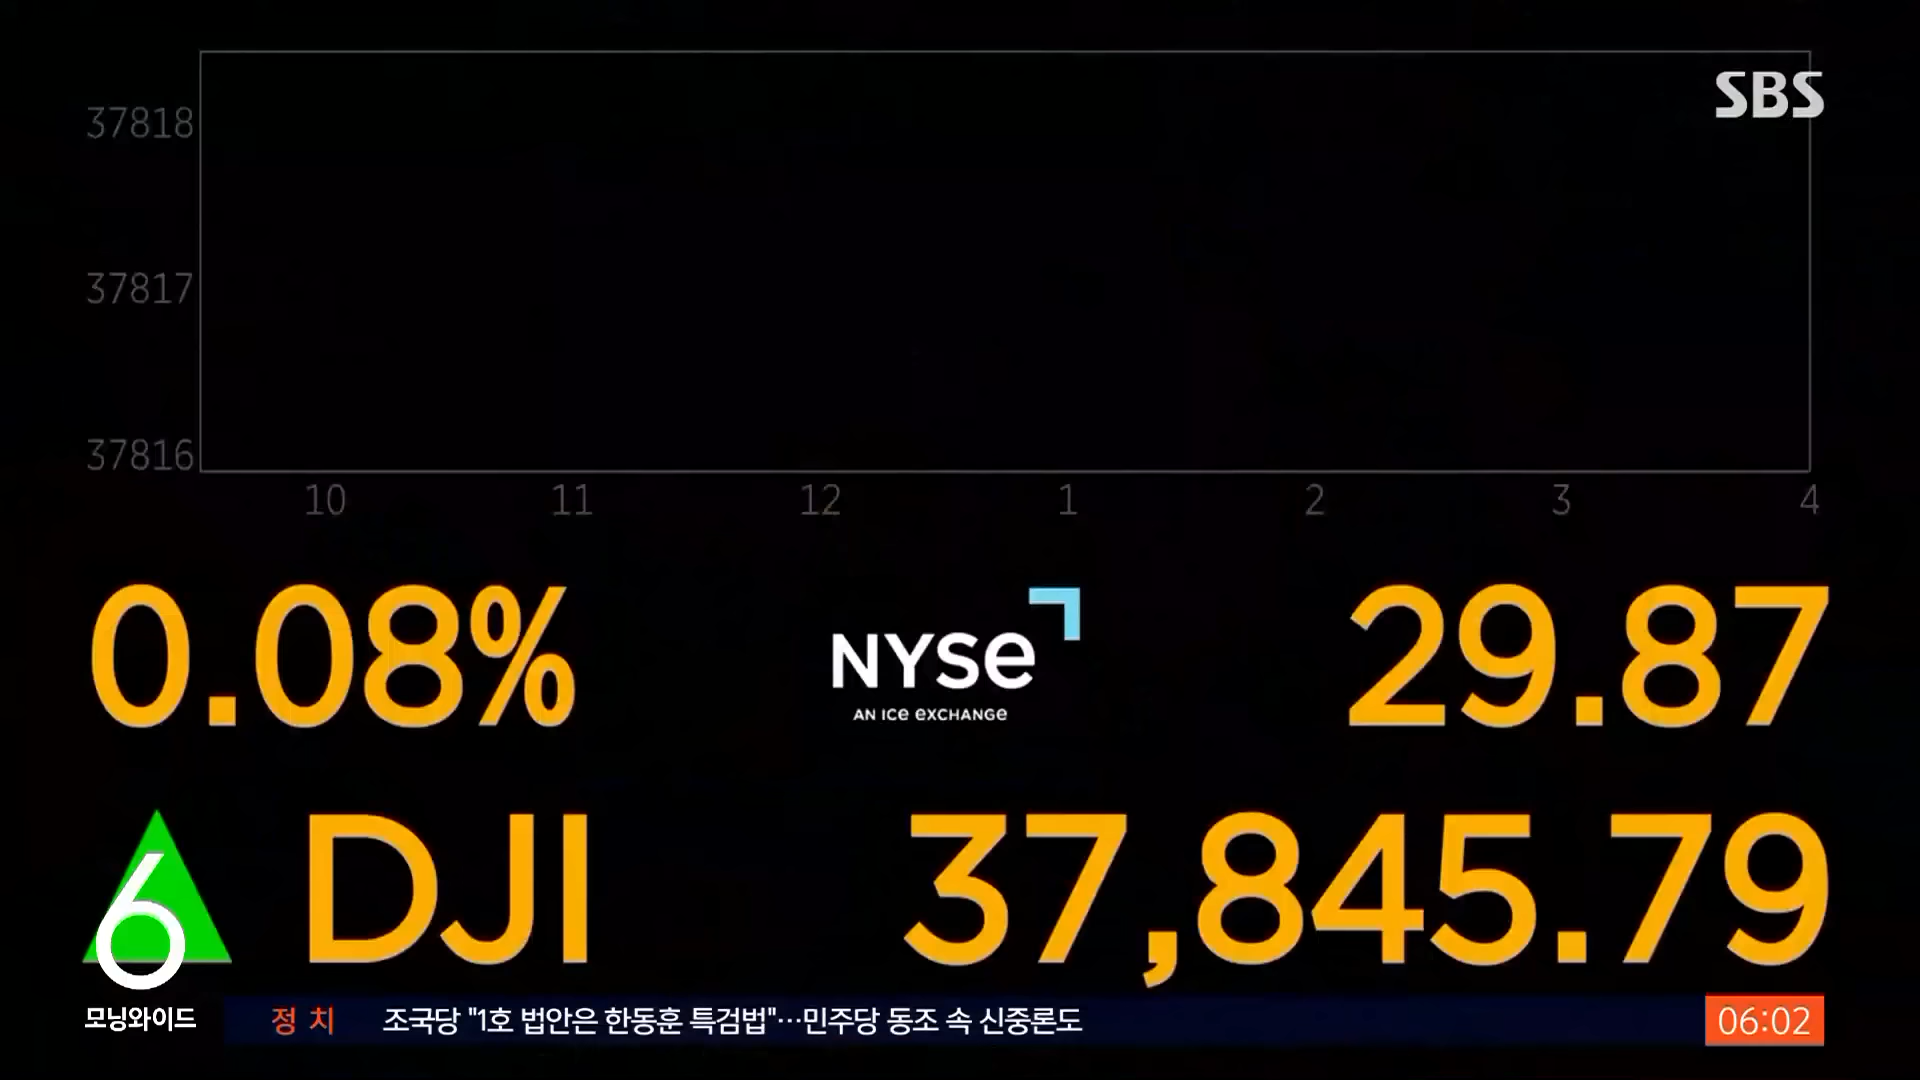 SBS
37818
37817
37816
10 11 12 1 2 3 4
0.08% NYSE 29.87
AN ICE EXCHANGE
6 DJI 37,845.79
모닝와이드 정치 조국당 "1호 법안은 한동훈 특검법"…민주당 동조 속 신중론도 06:02